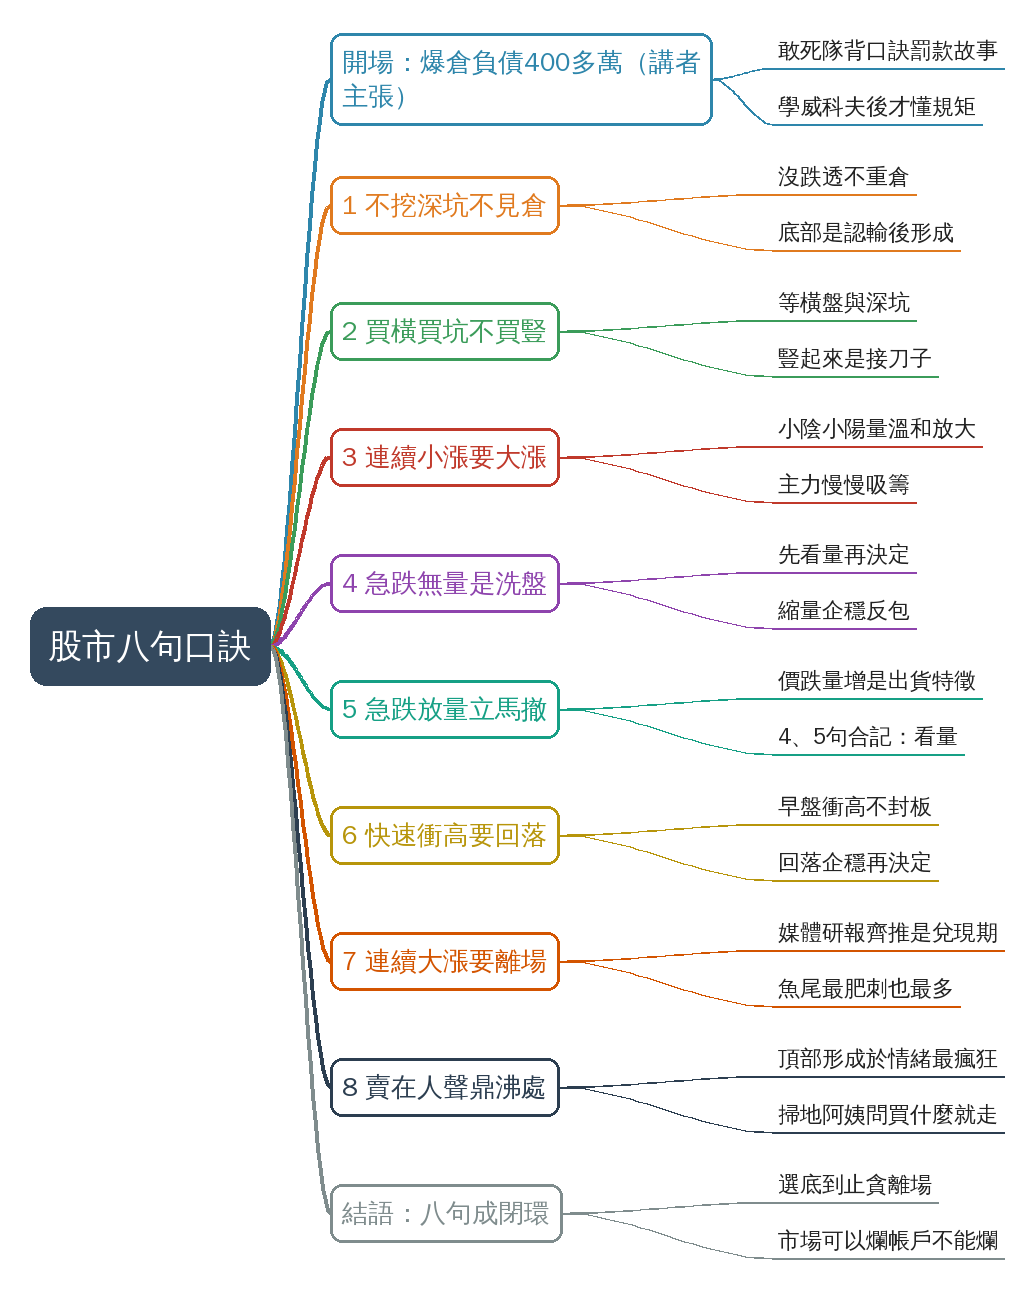 股市八句口訣
開場：爆倉負債400多萬（講者
主張）
敢死隊背口訣罰款故事
學威科夫後才懂規矩
1 不挖深坑不見倉
沒跌透不重倉
底部是認輸後形成
2 買橫買坑不買豎
等橫盤與深坑
豎起來是接刀子
3 連續小漲要大漲
小陰小陽量溫和放大
主力慢慢吸籌
4 急跌無量是洗盤
先看量再決定
縮量企穩反包
5 急跌放量立馬撤
價跌量增是出貨特徵
4、5句合記：看量
6 快速衝高要回落
早盤衝高不封板
回落企穩再決定
7 連續大漲要離場
媒體研報齊推是兌現期
魚尾最肥刺也最多
8 賣在人聲鼎沸處
頂部形成於情緒最瘋狂
掃地阿姨問買什麼就走
結語：八句成閉環
選底到止貪離場
市場可以爛帳戶不能爛